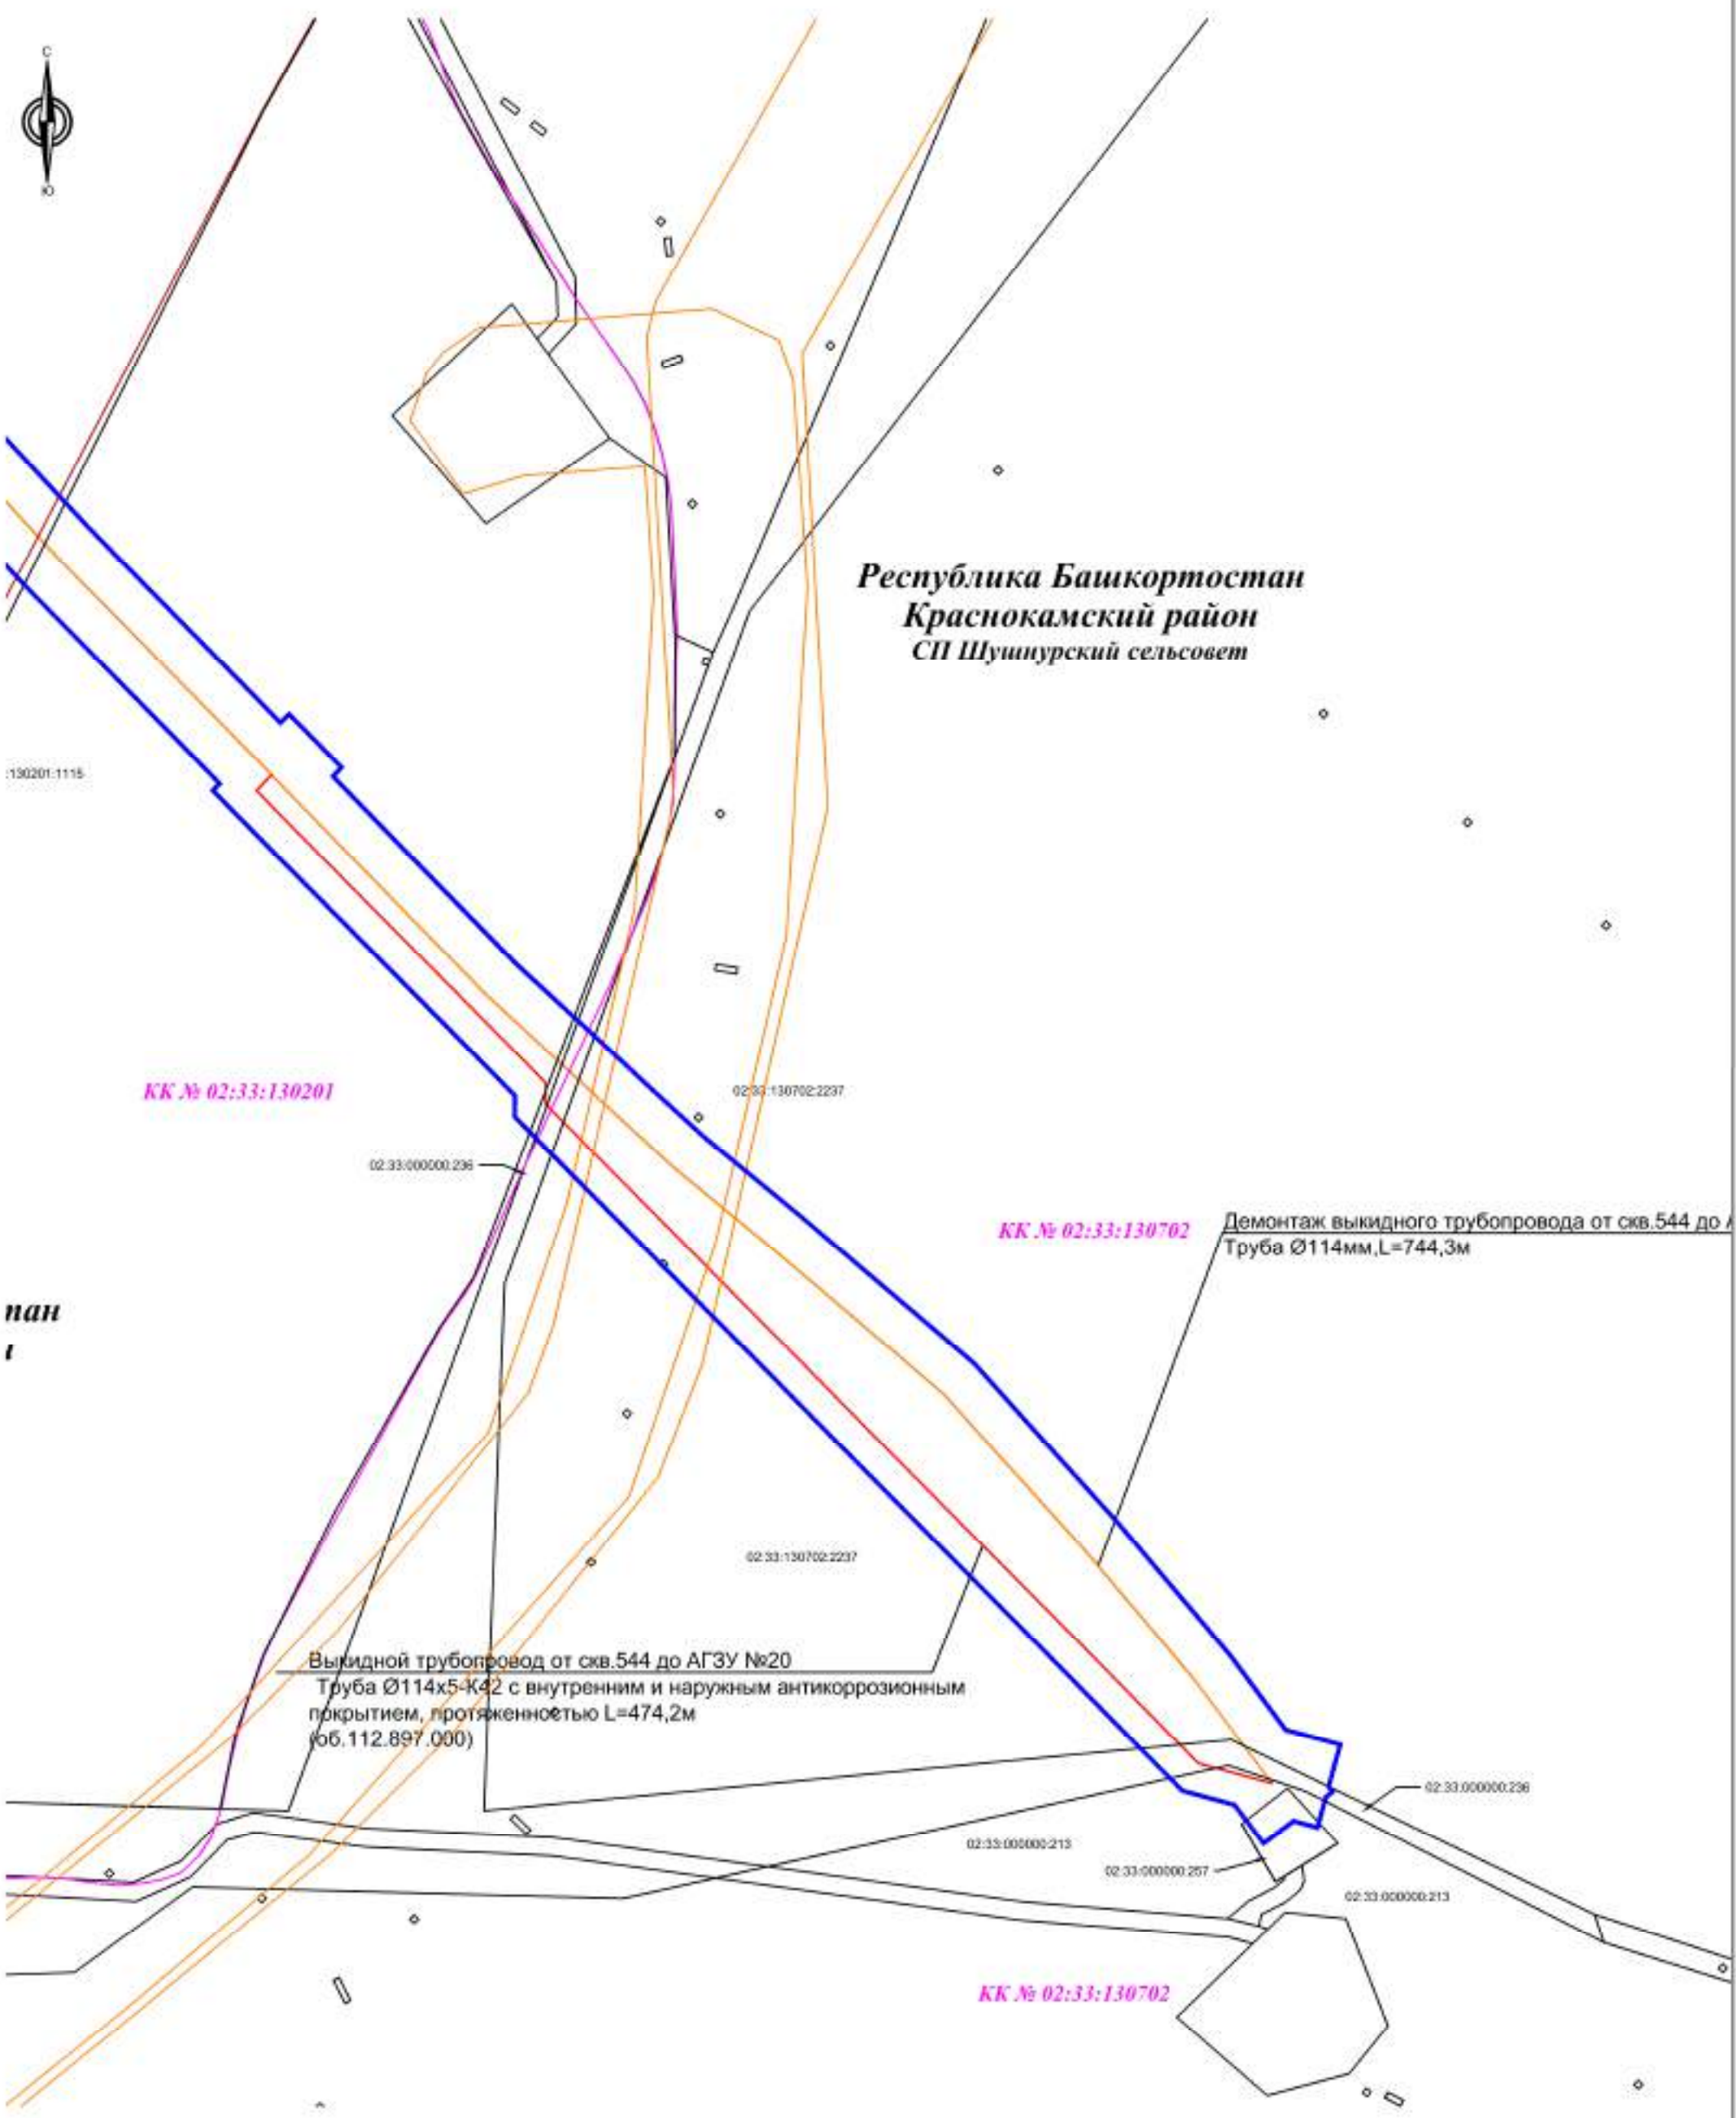 С
Ю
Республика Башкортостан
Краснокамский район
СП Шушнурский сельсовет
:130201:1115
КК № 02:33:130201
02:33:130702:2237
02:33:000000:236
КК № 02:33:130702
Демонтаж выкидного трубопровода от скв.544 до
Труба Ø114мм,L=744,3м
тан
02:33:130702:2237
Выкидной трубопровод от скв.544 до АГЗУ №20
Труба Ø114х5-К42 с внутренним и наружным антикоррозионным
покрытием, протяженностью L=474,2м
(об.112.897.000)
02:33:000000:236
02:33:000000:213
02:33:000000:257
02:33:000000:213
КК № 02:33:130702